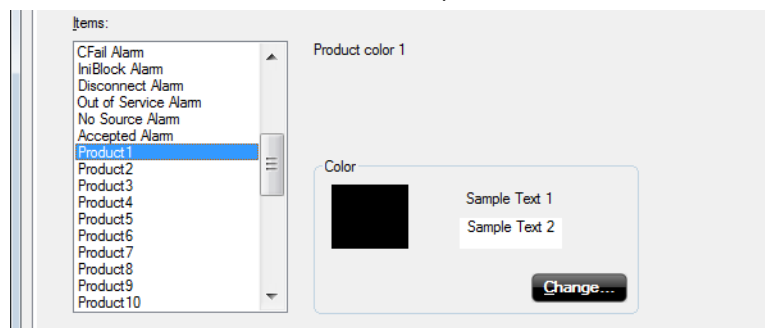 Items:
CFail Alarm
IniBlock Alarm
Disconnect Alarm
Out of Service Alarm
No Source Alarm
Accepted Alarm
Product1
Product2
Product3
Product4
Product5
Product6
Product7
Product8
Product9
Product10
Product color 1
Color
Sample Text 1
Sample Text 2
Change...